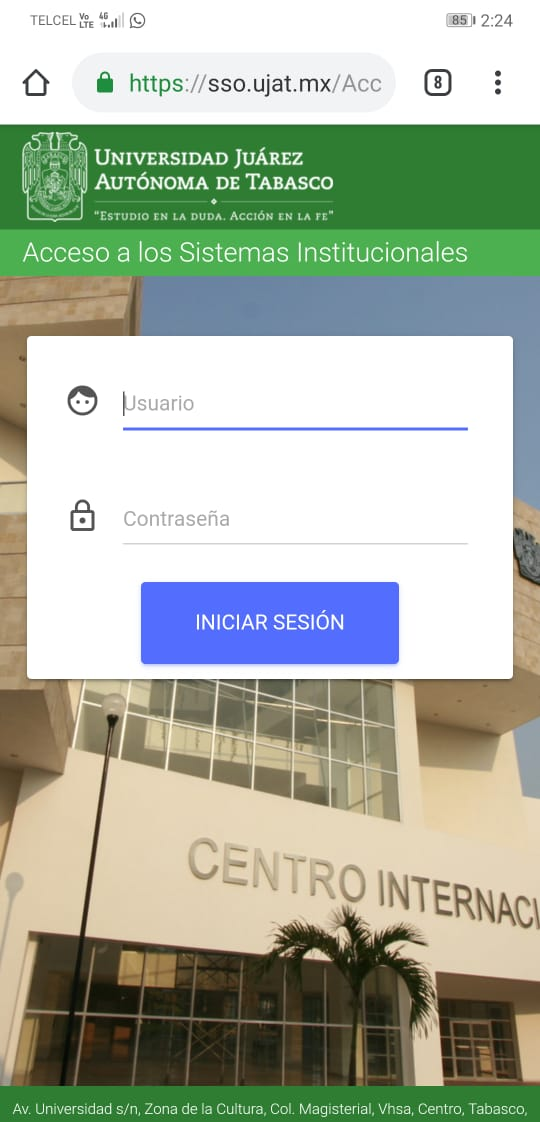 TELCEL Vo LTE 4G 85 2:24
https://sso.ujat.mx/Acc 8
UNIVERSIDAD JUÁREZ
AUTÓNOMA DE TABASCO
"ESTUDIO EN LA DUDA. ACCIÓN EN LA FE"
Acceso a los Sistemas Institucionales
Usuario
Contraseña
INICIAR SESIÓN
CENTRO INTERNACI
Av. Universidad s/n, Zona de la Cultura, Col. Magisterial, Vhsa, Centro, Tabasco,